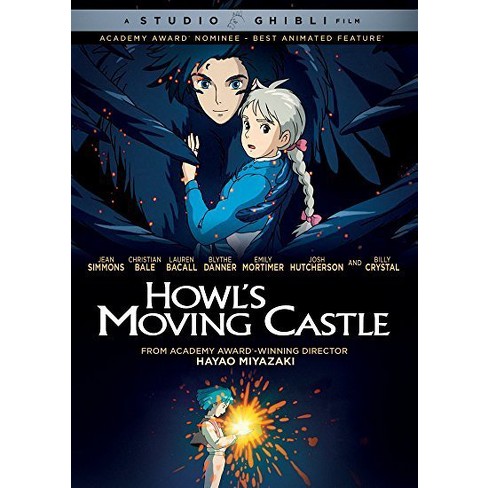 A STUDIO GHIBLI FILM
ACADEMY AWARD® NOMINEE - BEST ANIMATED FEATURE®
JEAN SIMMONS CHRISTIAN BALE LAUREN BACALL BLYTHE DANNER EMILY MORTIMER JOSH HUTCHERSON AND BILLY CRYSTAL
HOWL'S
MOVING CASTLE
FROM ACADEMY AWARD®-WINNING DIRECTOR
HAYAO MIYAZAKI